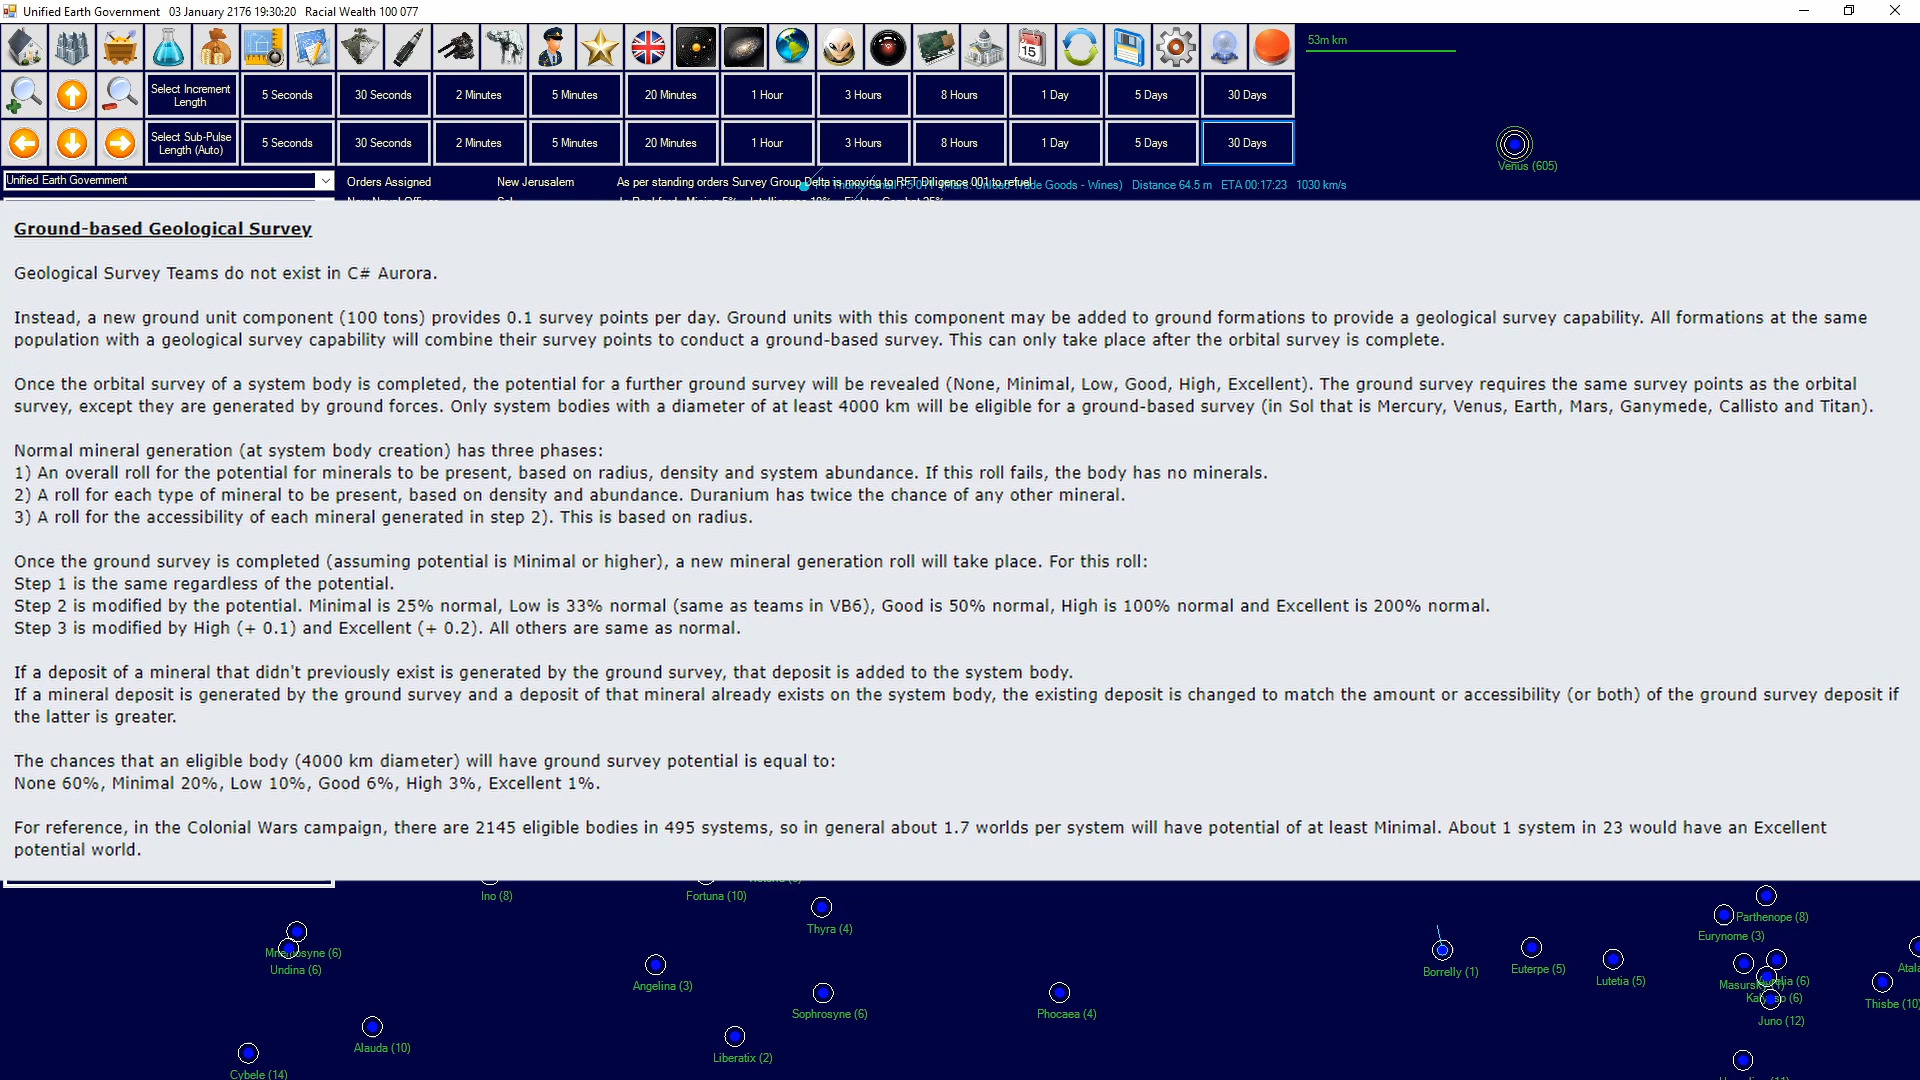 Unified Earth Government   03 January 2176 19:30:20   Racial Wealth 100 077
53m km
15
Select Increment Length
5 Seconds
30 Seconds
2 Minutes
5 Minutes
20 Minutes
1 Hour
3 Hours
8 Hours
1 Day
5 Days
30 Days
Select Sub-Pulse Length (Auto)
5 Seconds
30 Seconds
2 Minutes
5 Minutes
20 Minutes
1 Hour
3 Hours
8 Hours
1 Day
5 Days
30 Days
Venus (605)
Unified Earth Government
Orders Assigned
New Jerusalem
As per standing orders Survey Group Delta is moving to RFT Diligence 001 to refuel
Trade Goods - Wines)   Distance 64.5 m   ETA 00:17:23   1030 km/s
Ground-based Geological Survey
Geological Survey Teams do not exist in C# Aurora.
Instead, a new ground unit component (100 tons) provides 0.1 survey points per day. Ground units with this component may be added to ground formations to provide a geological survey capability. All formations at the same
population with a geological survey capability will combine their survey points to conduct a ground-based survey. This can only take place after the orbital survey is complete.
Once the orbital survey of a system body is completed, the potential for a further ground survey will be revealed (None, Minimal, Low, Good, High, Excellent). The ground survey requires the same survey points as the orbital
survey, except they are generated by ground forces. Only system bodies with a diameter of at least 4000 km will be eligible for a ground-based survey (in Sol that is Mercury, Venus, Earth, Mars, Ganymede, Callisto and Titan).
Normal mineral generation (at system body creation) has three phases:
1) An overall roll for the potential for minerals to be present, based on radius, density and system abundance. If this roll fails, the body has no minerals.
2) A roll for each type of mineral to be present, based on density and abundance. Duranium has twice the chance of any other mineral.
3) A roll for the accessibility of each mineral generated in step 2). This is based on radius.
Once the ground survey is completed (assuming potential is Minimal or higher), a new mineral generation roll will take place. For this roll:
Step 1 is the same regardless of the potential.
Step 2 is modified by the potential. Minimal is 25% normal, Low is 33% normal (same as teams in VB6), Good is 50% normal, High is 100% normal and Excellent is 200% normal.
Step 3 is modified by High (+ 0.1) and Excellent (+ 0.2). All others are same as normal.
If a deposit of a mineral that didn't previously exist is generated by the ground survey, that deposit is added to the system body.
If a mineral deposit is generated by the ground survey and a deposit of that mineral already exists on the system body, the existing deposit is changed to match the amount or accessibility (or both) of the ground survey deposit if
the latter is greater.
The chances that an eligible body (4000 km diameter) will have ground survey potential is equal to:
None 60%, Minimal 20%, Low 10%, Good 6%, High 3%, Excellent 1%.
For reference, in the Colonial Wars campaign, there are 2145 eligible bodies in 495 systems, so in general about 1.7 worlds per system will have potential of at least Minimal. About 1 system in 23 would have an Excellent
potential world.
Ino (8)
Fortuna (10)
Thyra (4)
Parthenope (8)
Eurynome (3)
Mnemosyne (6)
Undina (6)
Borrelly (1)
Euterpe (5)
Lutetia (5)
Angelina (3)
Thisbe (10)
Sophrosyne (6)
Phocaea (4)
Juno (12)
Alauda (10)
Liberatix (2)
Cybele (14)